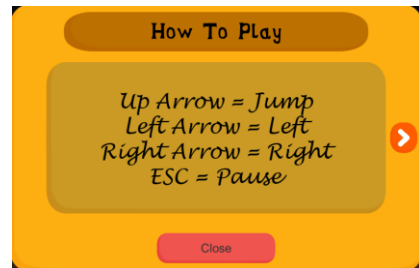 How To Play
Up Arrow = Jump
Left Arrow = Left
Right Arrow = Right
ESC = Pause
Close